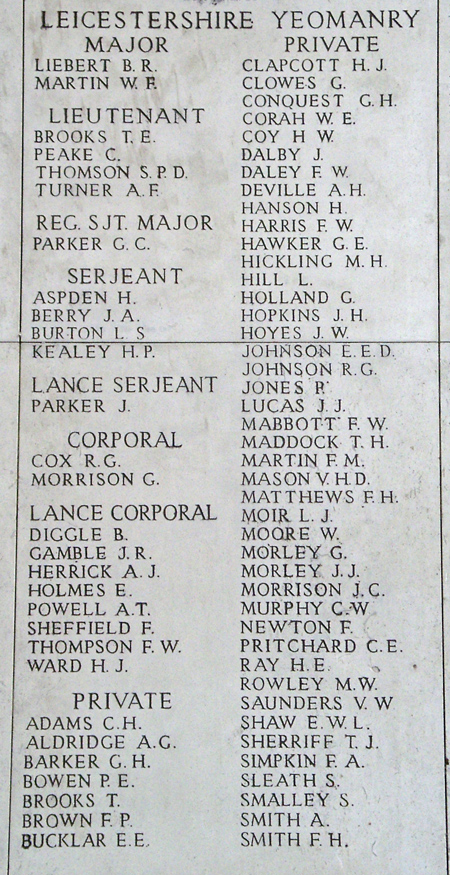 LEICESTERSHIRE YEOMANRY
MAJOR
LIEBERT B. R.
MARTIN W. F.
LIEUTENANT
BROOKS T. E.
PEAKE C.
THOMSON S. P. D.
TURNER A. F.
REG. SJT. MAJOR
PARKER G. C.
SERJEANT
ASPDEN H.
BERRY J. A.
BURTON L. S
KEALEY H. P.
LANCE SERJEANT
PARKER J.
CORPORAL
COX R. G.
MORRISON G.
LANCE CORPORAL
DIGGLE B.
GAMBLE J. R.
HERRICK A. J.
HOLMES E.
POWELL A. T.
SHEFFIELD F.
THOMPSON F. W.
WARD H. J.
PRIVATE
ADAMS C. H.
ALDRIDGE A. G.
BARKER G. H.
BOWEN P. E.
BROOKS T.
BROWN F. P.
BUCKLAR E. E.
PRIVATE
CLAPCOTT H. J.
CLOWES G.
CONQUEST G. H.
CORAH W. E.
COY H W.
DALBY J.
DALEY F. W.
DEVILLE A. H.
HANSON H.
HARRIS F. W.
HAWKER G. E.
HICKLING M. H.
HILL L.
HOLLAND G.
HOPKINS J. H.
HOYES J. W.
JOHNSON E. E. D.
JOHNSON R. G.
JONES P.
LUCAS J. J.
MABBOTT F. W.
MADDOCK T. H.
MARTIN F. M.
MASON V. H. D.
MATTHEWS F. H.
MOIR L. J.
MOORE W.
MORLEY G.
MORLEY J. J.
MORRISON J. C.
MURPHY C. W
NEWTON F.
PRITCHARD C. E.
RAY H. E.
ROWLEY M. W.
SAUNDERS V. W
SHAW E. W. L.
SHERRIFF T. J.
SIMPKIN F. A.
SLEATH S.
SMALLEY S.
SMITH A.
SMITH F. H.